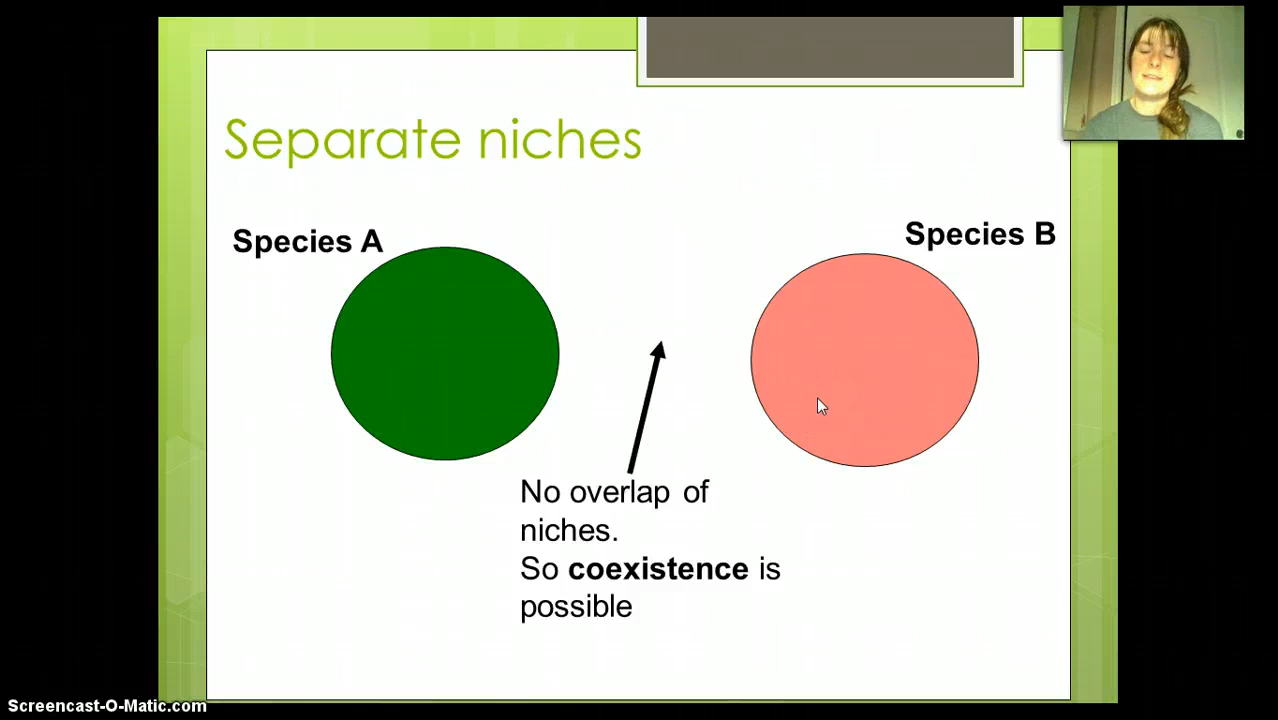 Separate niches
Species A
Species B
No overlap of
niches.
So coexistence is
possible
Screencast-O-Matic.com